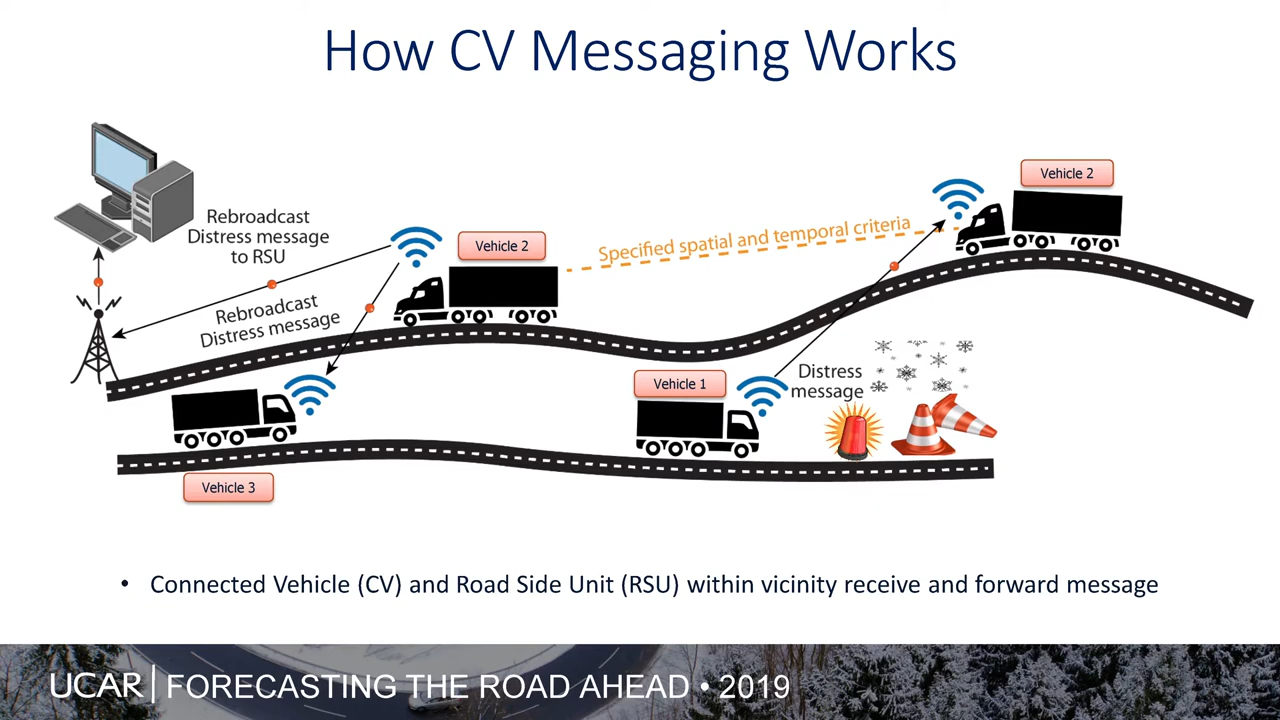 How CV Messaging Works
Vehicle 2
Rebroadcast
Distress message
to RSU
Vehicle 2
Specified spatial and temporal criteria
Rebroadcast
Distress message
Vehicle 1
Distress
message
Vehicle 3
• Connected Vehicle (CV) and Road Side Unit (RSU) within vicinity receive and forward message
UCAR | FORECASTING THE ROAD AHEAD • 2019